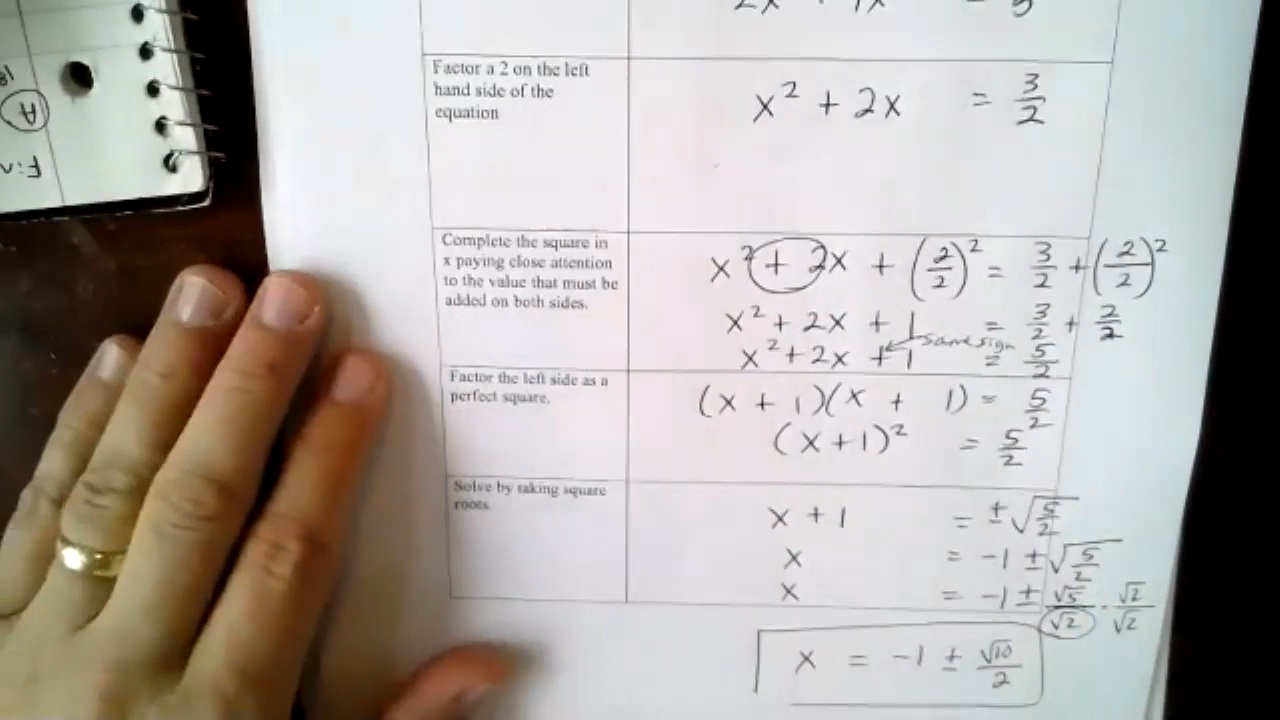 Factor a 2 on the left
hand side of the
equation
x² + 2x = 3/2
Complete the square in
x paying close attention
to the value that must be
added on both sides.
x² + 2x + (2/2)² = 3/2 + (2/2)²
x² + 2x + 1 = 3/2 + 2/2
same sign
x² + 2x + 1 = 5/2
Factor the left side as a
perfect square.
(x + 1)(x + 1) = 5/2
(x + 1)² = 5/2
Solve by taking square
roots.
x + 1 = ±√(5/2)
x = -1 ± √(5/2)
x = -1 ± √5/√2 · √2/√2
x = -1 ± √10/2
A